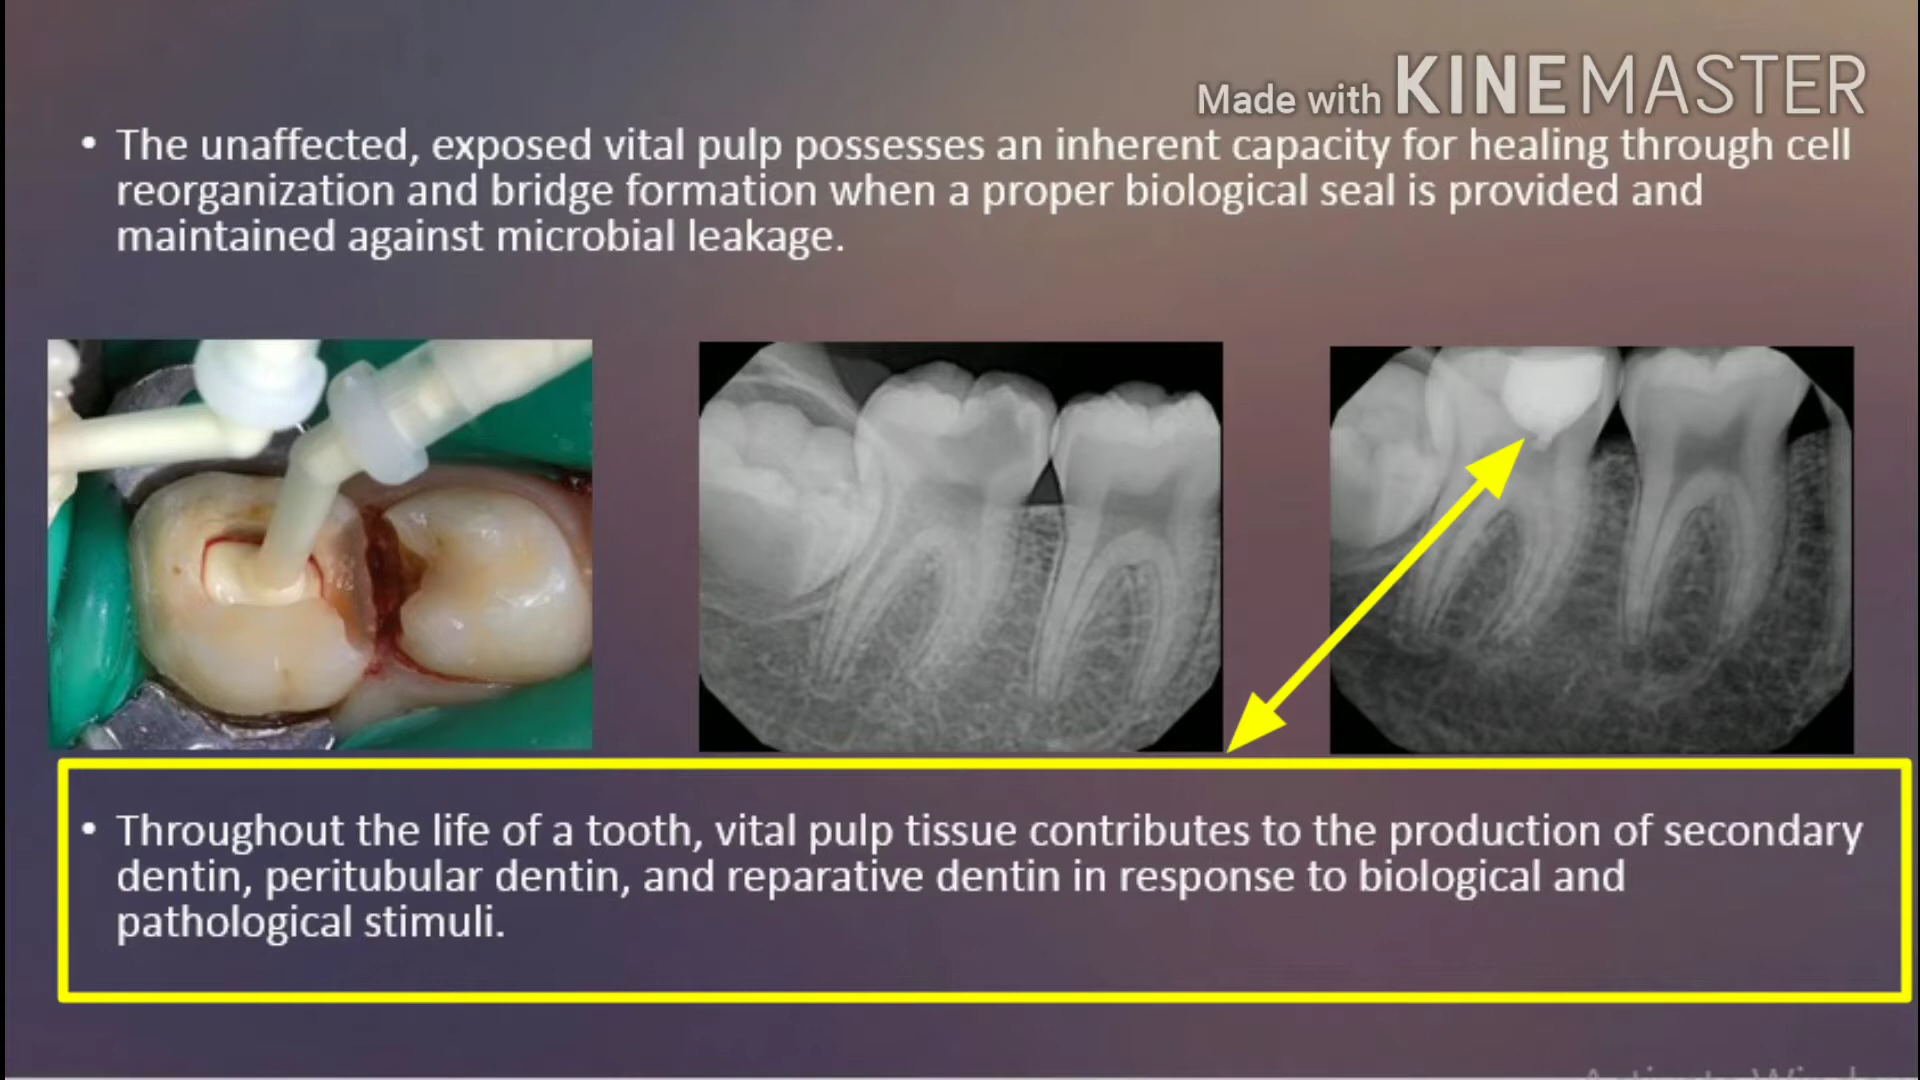 Made with KINEMASTER
• The unaffected, exposed vital pulp possesses an inherent capacity for healing through cell
reorganization and bridge formation when a proper biological seal is provided and
maintained against microbial leakage.
• Throughout the life of a tooth, vital pulp tissue contributes to the production of secondary
dentin, peritubular dentin, and reparative dentin in response to biological and
pathological stimuli.